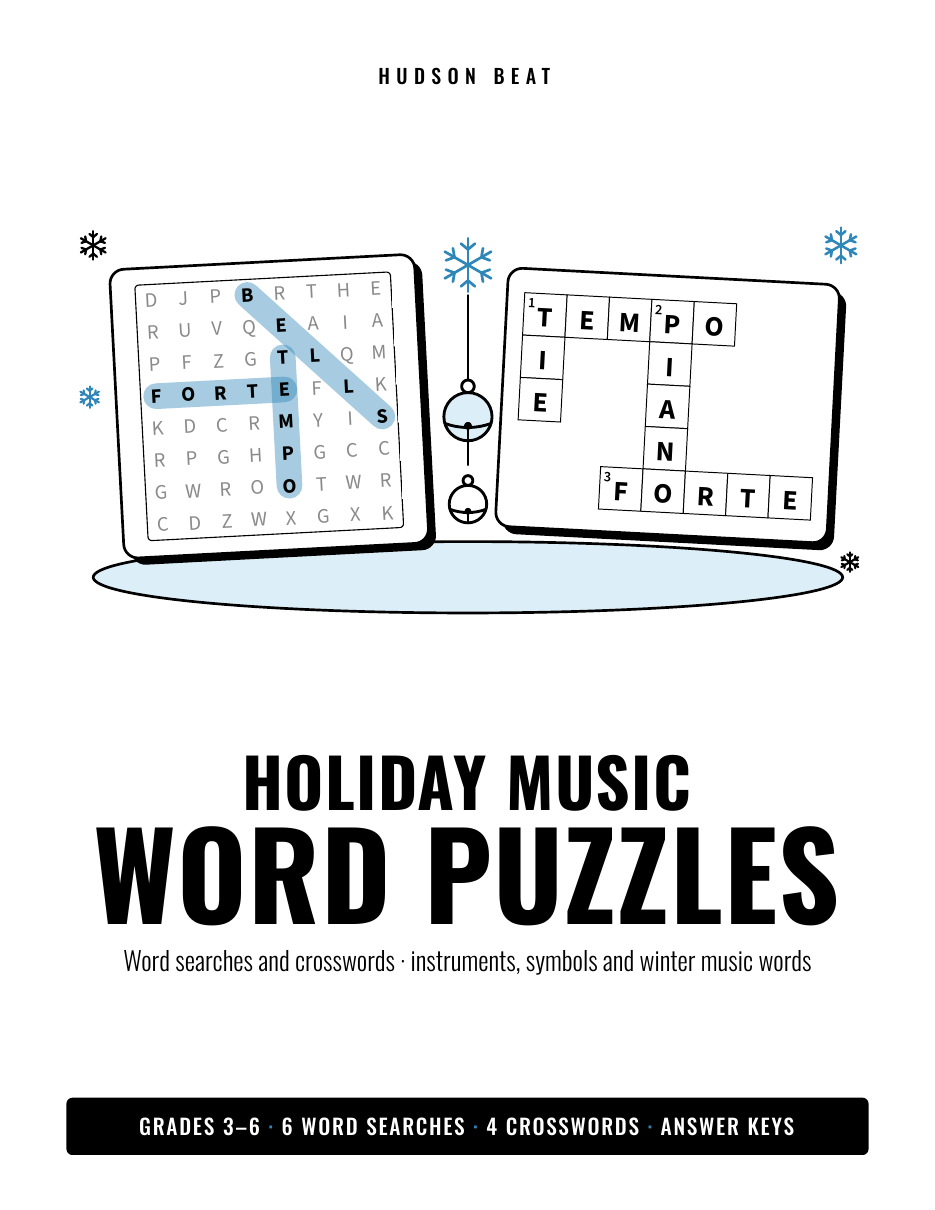 HUDSON BEAT
D J P B R T H E
R U V Q E A I A
P F Z G T L Q M
F O R T E F L K
K D C R M Y I S
R P G H P G C C
G W R O O T W R
C D Z W X G X K
1 T E M 2 P O
I I
E A
N
3 F O R T E
HOLIDAY MUSIC
WORD PUZZLES
Word searches and crosswords · instruments, symbols and winter music words
GRADES 3–6 · 6 WORD SEARCHES · 4 CROSSWORDS · ANSWER KEYS